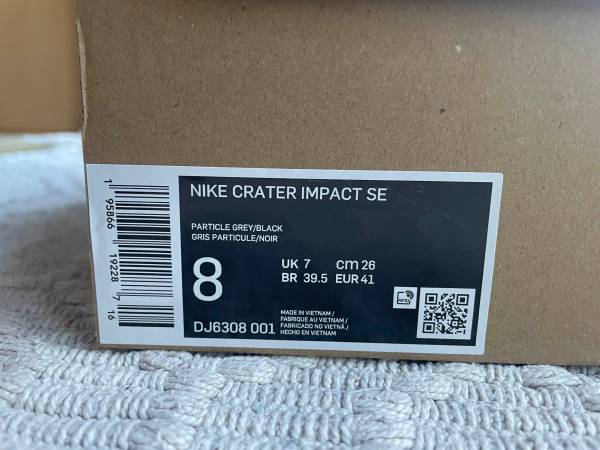 NIKE CRATER IMPACT SE
PARTICLE GREY/BLACK
GRIS PARTICULE/NOIR
8
UK 7 cm 26
BR 39.5 EUR 41
DJ6308 001
MADE IN VIETNAM /
FABRIQUE AU VIETNAM /
FABRICADO NO VIETNÃ /
HECHO EN VIETNAM
RFID
1 95866 19228 7 16